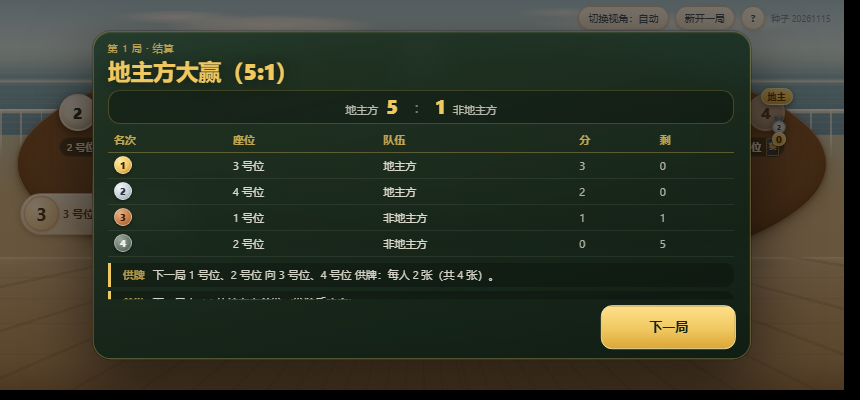 切换视角：自动
新开一局
?
种子 20261115
第 1 局 · 结算
地主方大赢（5:1）
地主方 5 : 1 非地主方
名次 座位 队伍 分 剩
1 3 号位 地主方 3 0
2 4 号位 地主方 2 0
3 1 号位 非地主方 1 1
4 2 号位 非地主方 0 5
供牌 下一局 1 号位、2 号位 向 3 号位、4 号位 供牌：每人 2 张（共 4 张）。
下一局
2
2 号
3
3 号位
地主
4
2
0
位